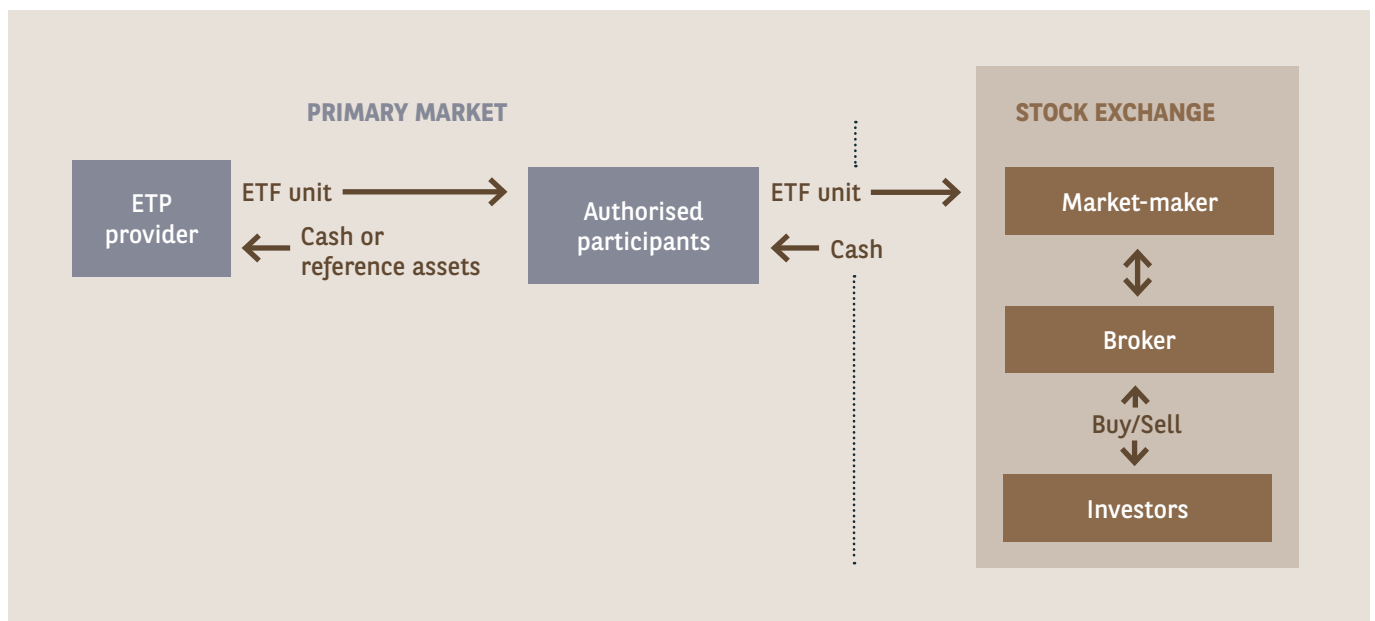 PRIMARY MARKET
STOCK EXCHANGE
ETP
provider
ETF unit
Cash or
reference assets
Authorised
participants
ETF unit
Cash
Market-maker
Broker
Buy/Sell
Investors